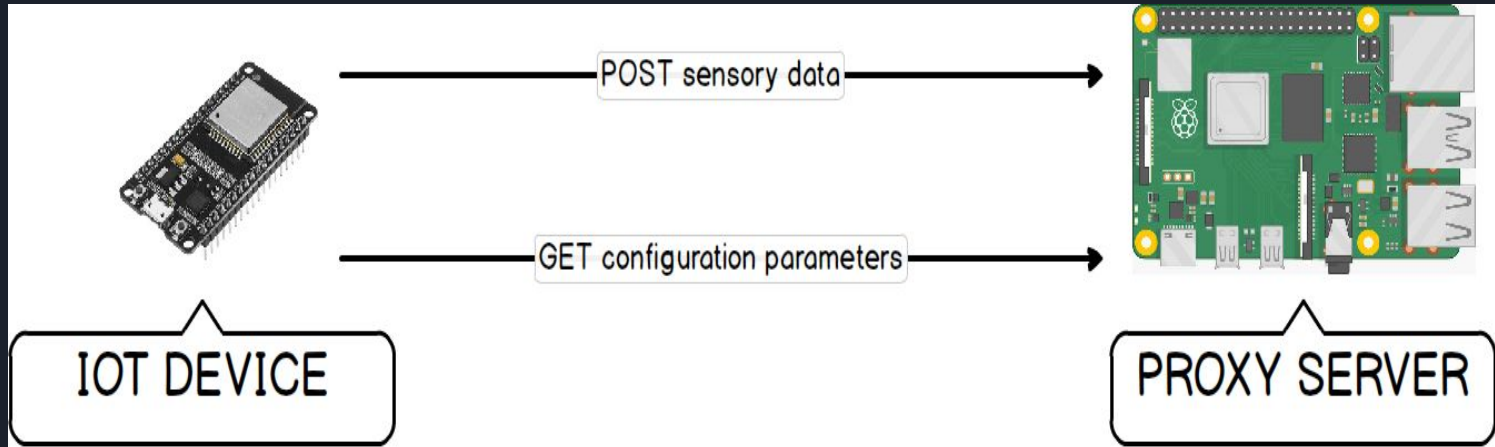 POST sensory data
GET configuration parameters
IOT DEVICE
PROXY SERVER